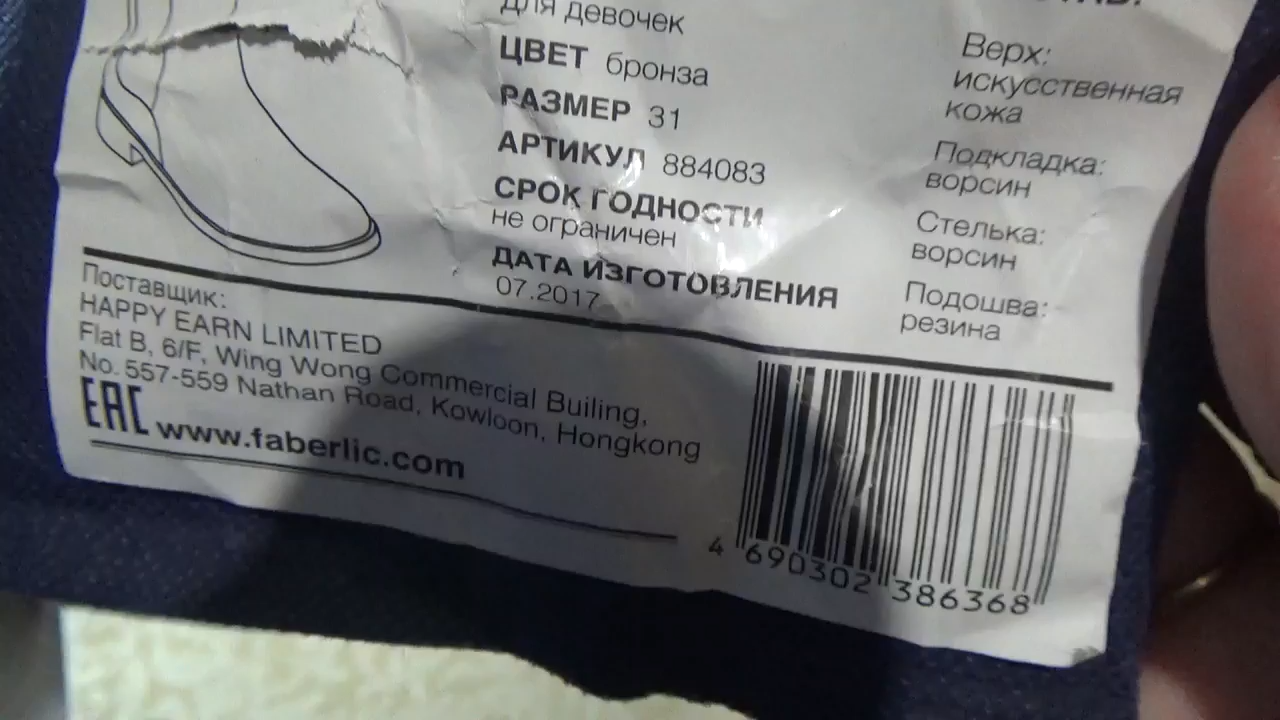 для девочек
ЦВЕТ бронза
РАЗМЕР 31
АРТИКУЛ 884083
СРОК ГОДНОСТИ
не ограничен
ДАТА ИЗГОТОВЛЕНИЯ
07.2017
Верх:
искусственная
кожа
Подкладка:
ворсин
Стелька:
ворсин
Подошва:
резина
Поставщик:
HAPPY EARN LIMITED
Flat B, 6/F, Wing Wong Commercial Builing,
No. 557-559 Nathan Road, Kowloon, Hongkong
EAC www.faberlic.com
4 690302 386368